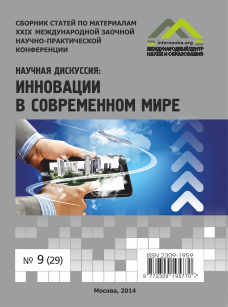 СБОРНИК СТАТЕЙ ПО МАТЕРИАЛАМ
XXIX МЕЖДУНАРОДНОЙ ЗАОЧНОЙ
НАУЧНО-ПРАКТИЧЕСКОЙ
КОНФЕРЕНЦИИ
internauka.org
МЕЖДУНАРОДНЫЙ ЦЕНТР
НАУКИ И ОБРАЗОВАНИЯ
НАУЧНАЯ ДИСКУССИЯ:
ИННОВАЦИИ
В СОВРЕМЕННОМ МИРЕ
№ 9 (29)
ISSN 2309-1959
9 772309 195770
Москва, 2014